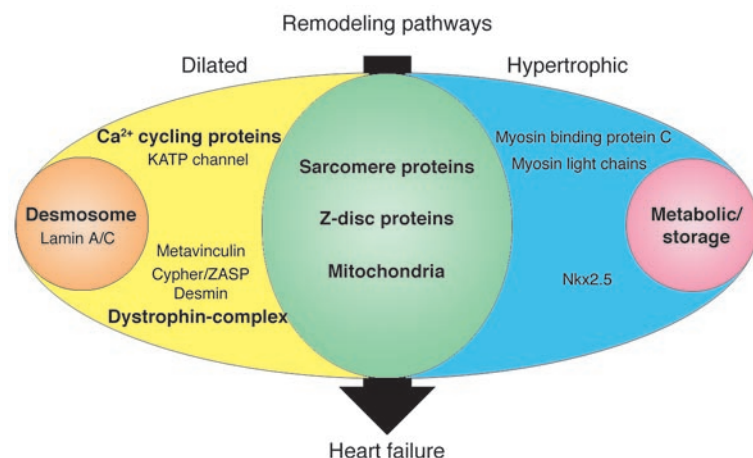 Remodeling pathways
Dilated
Hypertrophic
Ca²⁺ cycling proteins
KATP channel
Desmosome
Lamin A/C
Metavinculin
Cypher/ZASP
Desmin
Dystrophin-complex
Sarcomere proteins
Z-disc proteins
Mitochondria
Myosin binding protein C
Myosin light chains
Metabolic/
storage
Nkx2.5
Heart failure